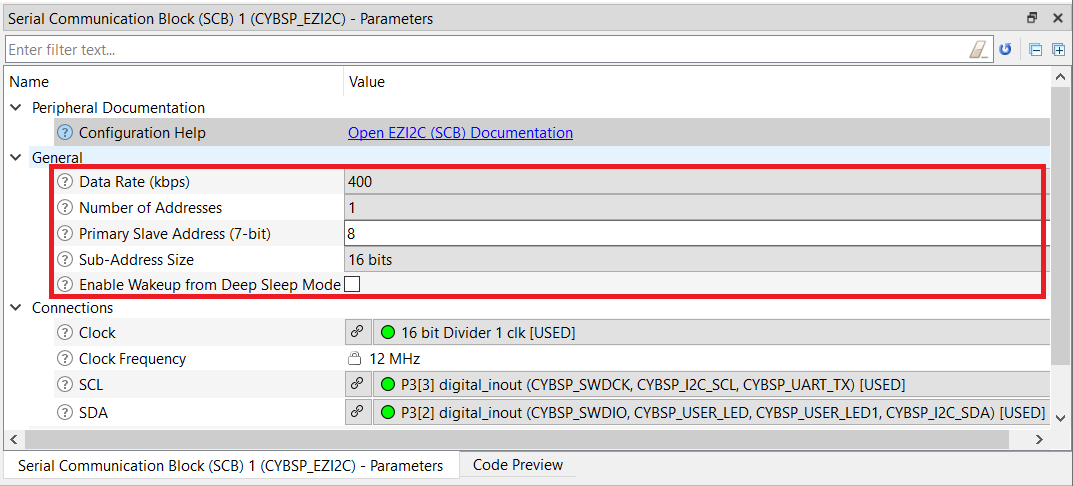 Serial Communication Block (SCB) 1 (CYBSP_EZI2C) - Parameters
Enter filter text...
Name Value
Peripheral Documentation
Configuration Help Open EZI2C (SCB) Documentation
General
Data Rate (kbps) 400
Number of Addresses 1
Primary Slave Address (7-bit) 8
Sub-Address Size 16 bits
Enable Wakeup from Deep Sleep Mode
Connections
Clock 16 bit Divider 1 clk [USED]
Clock Frequency 12 MHz
SCL P3[3] digital_inout (CYBSP_SWDCK, CYBSP_I2C_SCL, CYBSP_UART_TX) [USED]
SDA P3[2] digital_inout (CYBSP_SWDIO, CYBSP_USER_LED, CYBSP_USER_LED1, CYBSP_I2C_SDA) [USED]
Serial Communication Block (SCB) 1 (CYBSP_EZI2C) - Parameters Code Preview